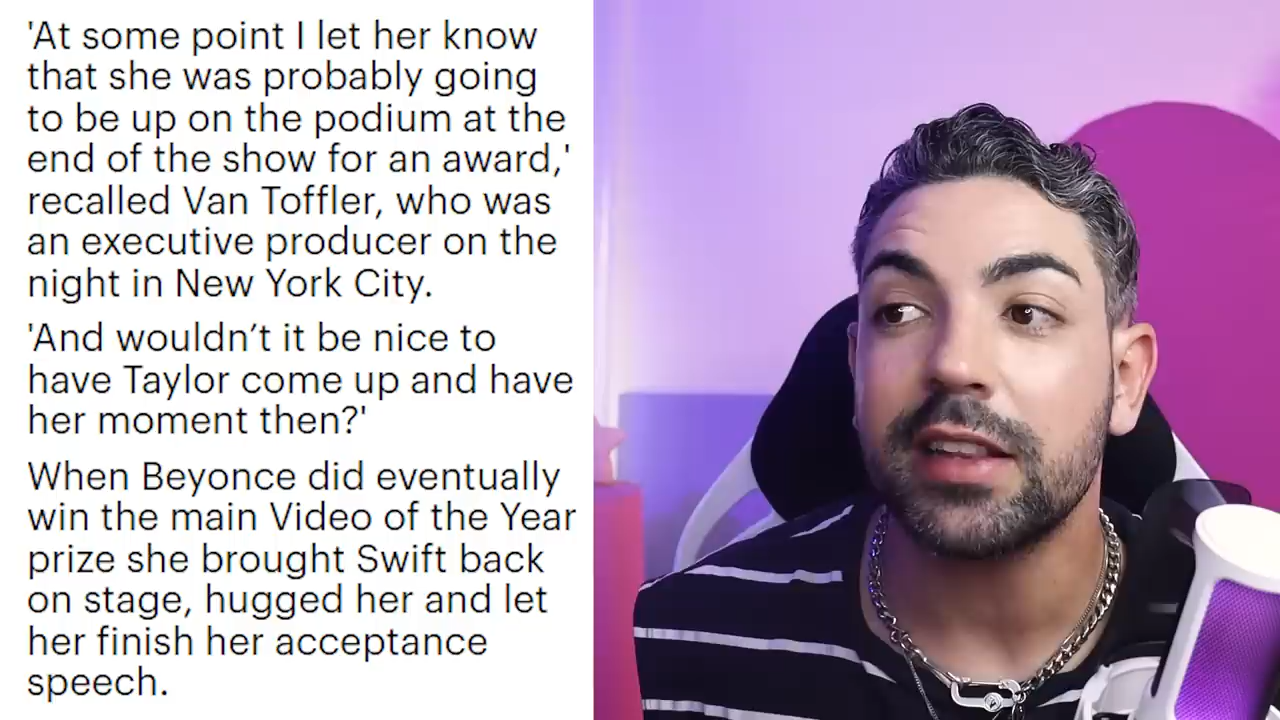 'At some point I let her know
that she was probably going
to be up on the podium at the
end of the show for an award,'
recalled Van Toffler, who was
an executive producer on the
night in New York City.
'And wouldn’t it be nice to
have Taylor come up and have
her moment then?'
When Beyonce did eventually
win the main Video of the Year
prize she brought Swift back
on stage, hugged her and let
her finish her acceptance
speech.